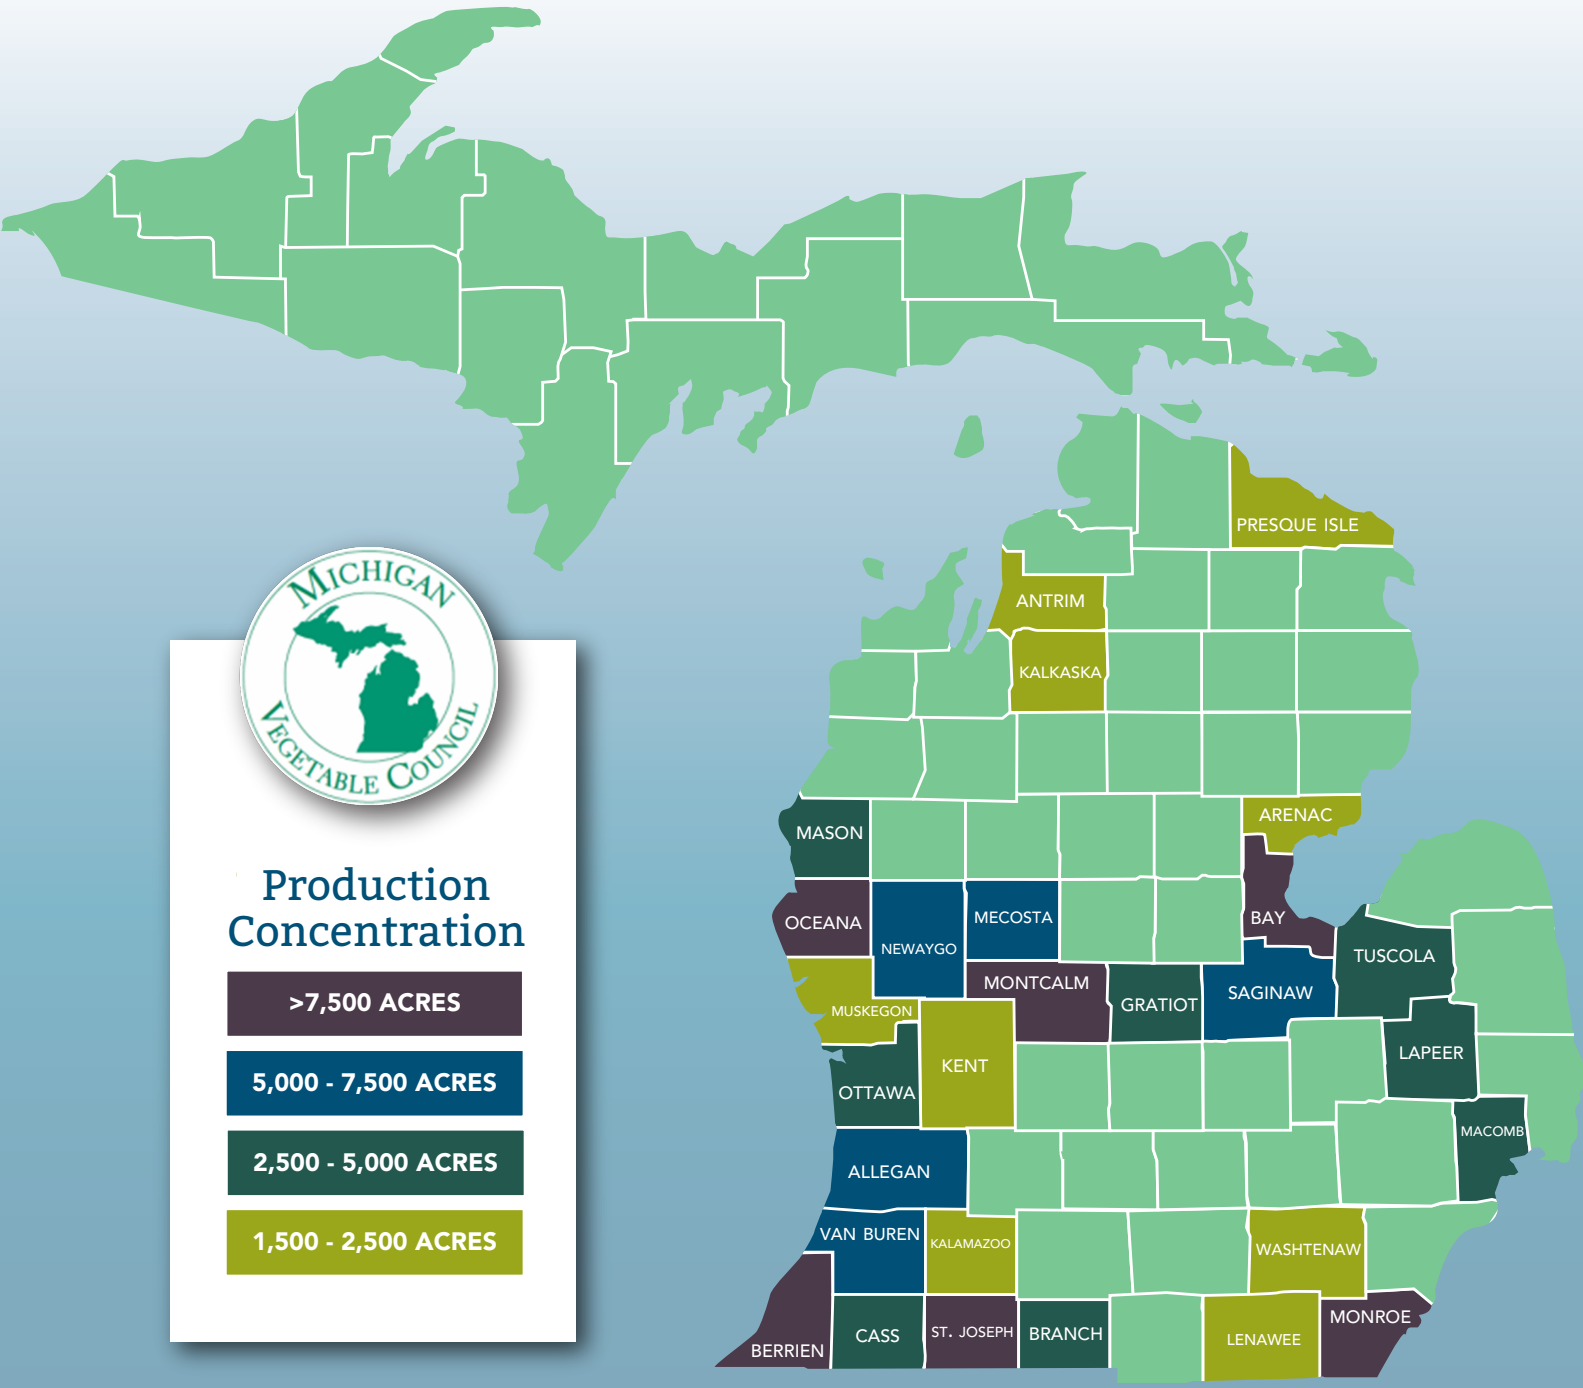 MICHIGAN
VEGETABLE COUNCIL
Production
Concentration
>7,500 ACRES
5,000 - 7,500 ACRES
2,500 - 5,000 ACRES
1,500 - 2,500 ACRES
PRESQUE ISLE
ANTRIM
KALKASKA
ARENAC
MASON
OCEANA
NEWAYGO
MECOSTA
BAY
TUSCOLA
MUSKEGON
MONTCALM
GRATIOT
SAGINAW
LAPEER
KENT
OTTAWA
MACOMB
ALLEGAN
VAN BUREN
KALAMAZOO
WASHTENAW
BERRIEN
CASS
ST. JOSEPH
BRANCH
LENAWEE
MONROE